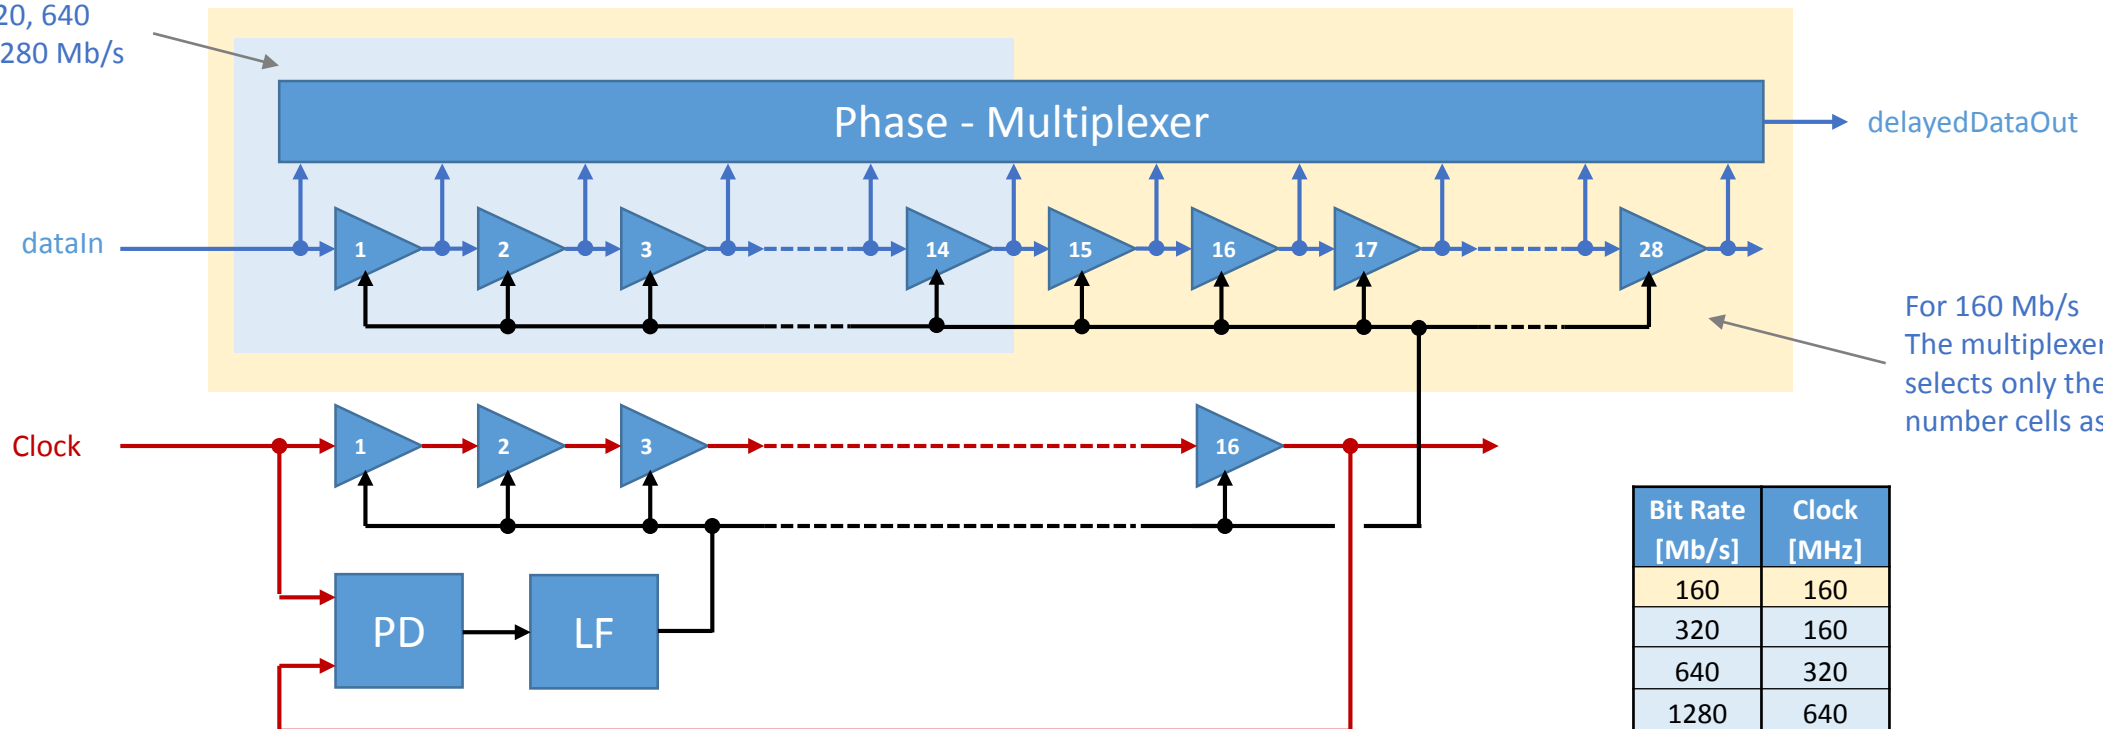 20, 640
280 Mb/s
Phase - Multiplexer
delayedDataOut
dataIn
1 2 3 14 15 16 17 28
For 160 Mb/s
The multiplexer
selects only the
number cells as
Clock
1 2 3 16
PD LF
Bit Rate [Mb/s] Clock [MHz]
160 160
320 160
640 320
1280 640